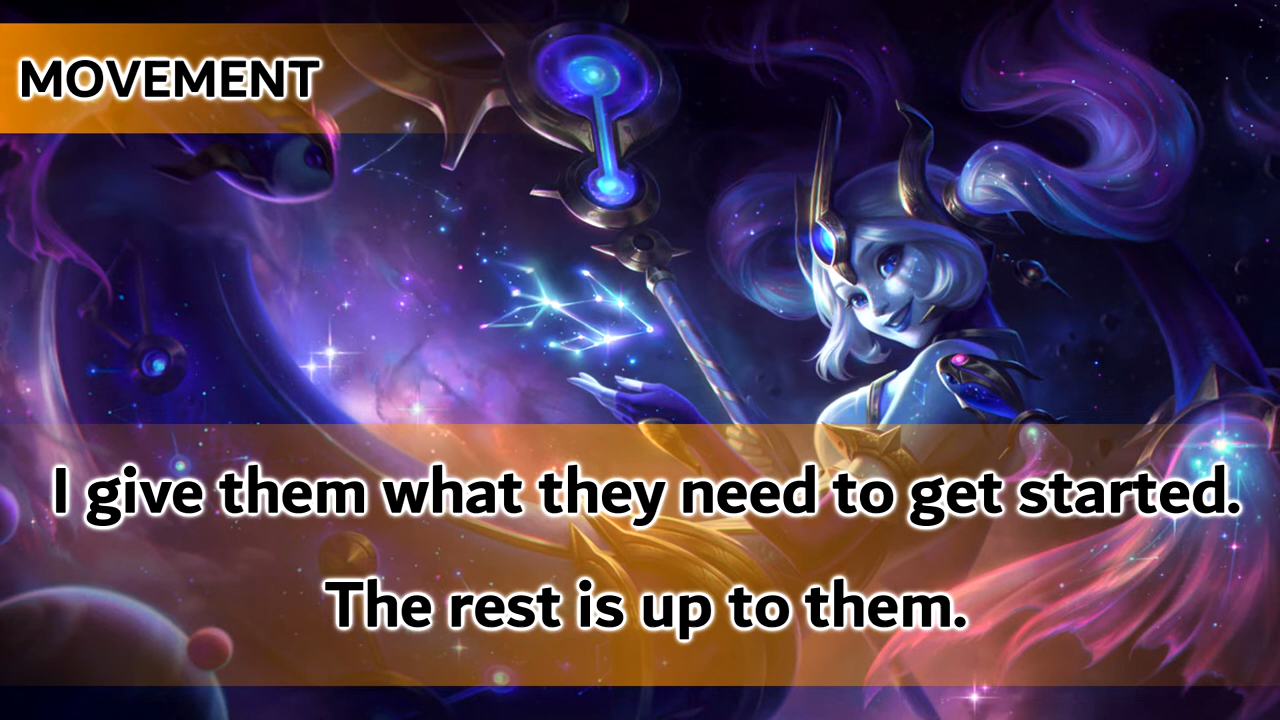 MOVEMENT
I give them what they need to get started.
The rest is up to them.